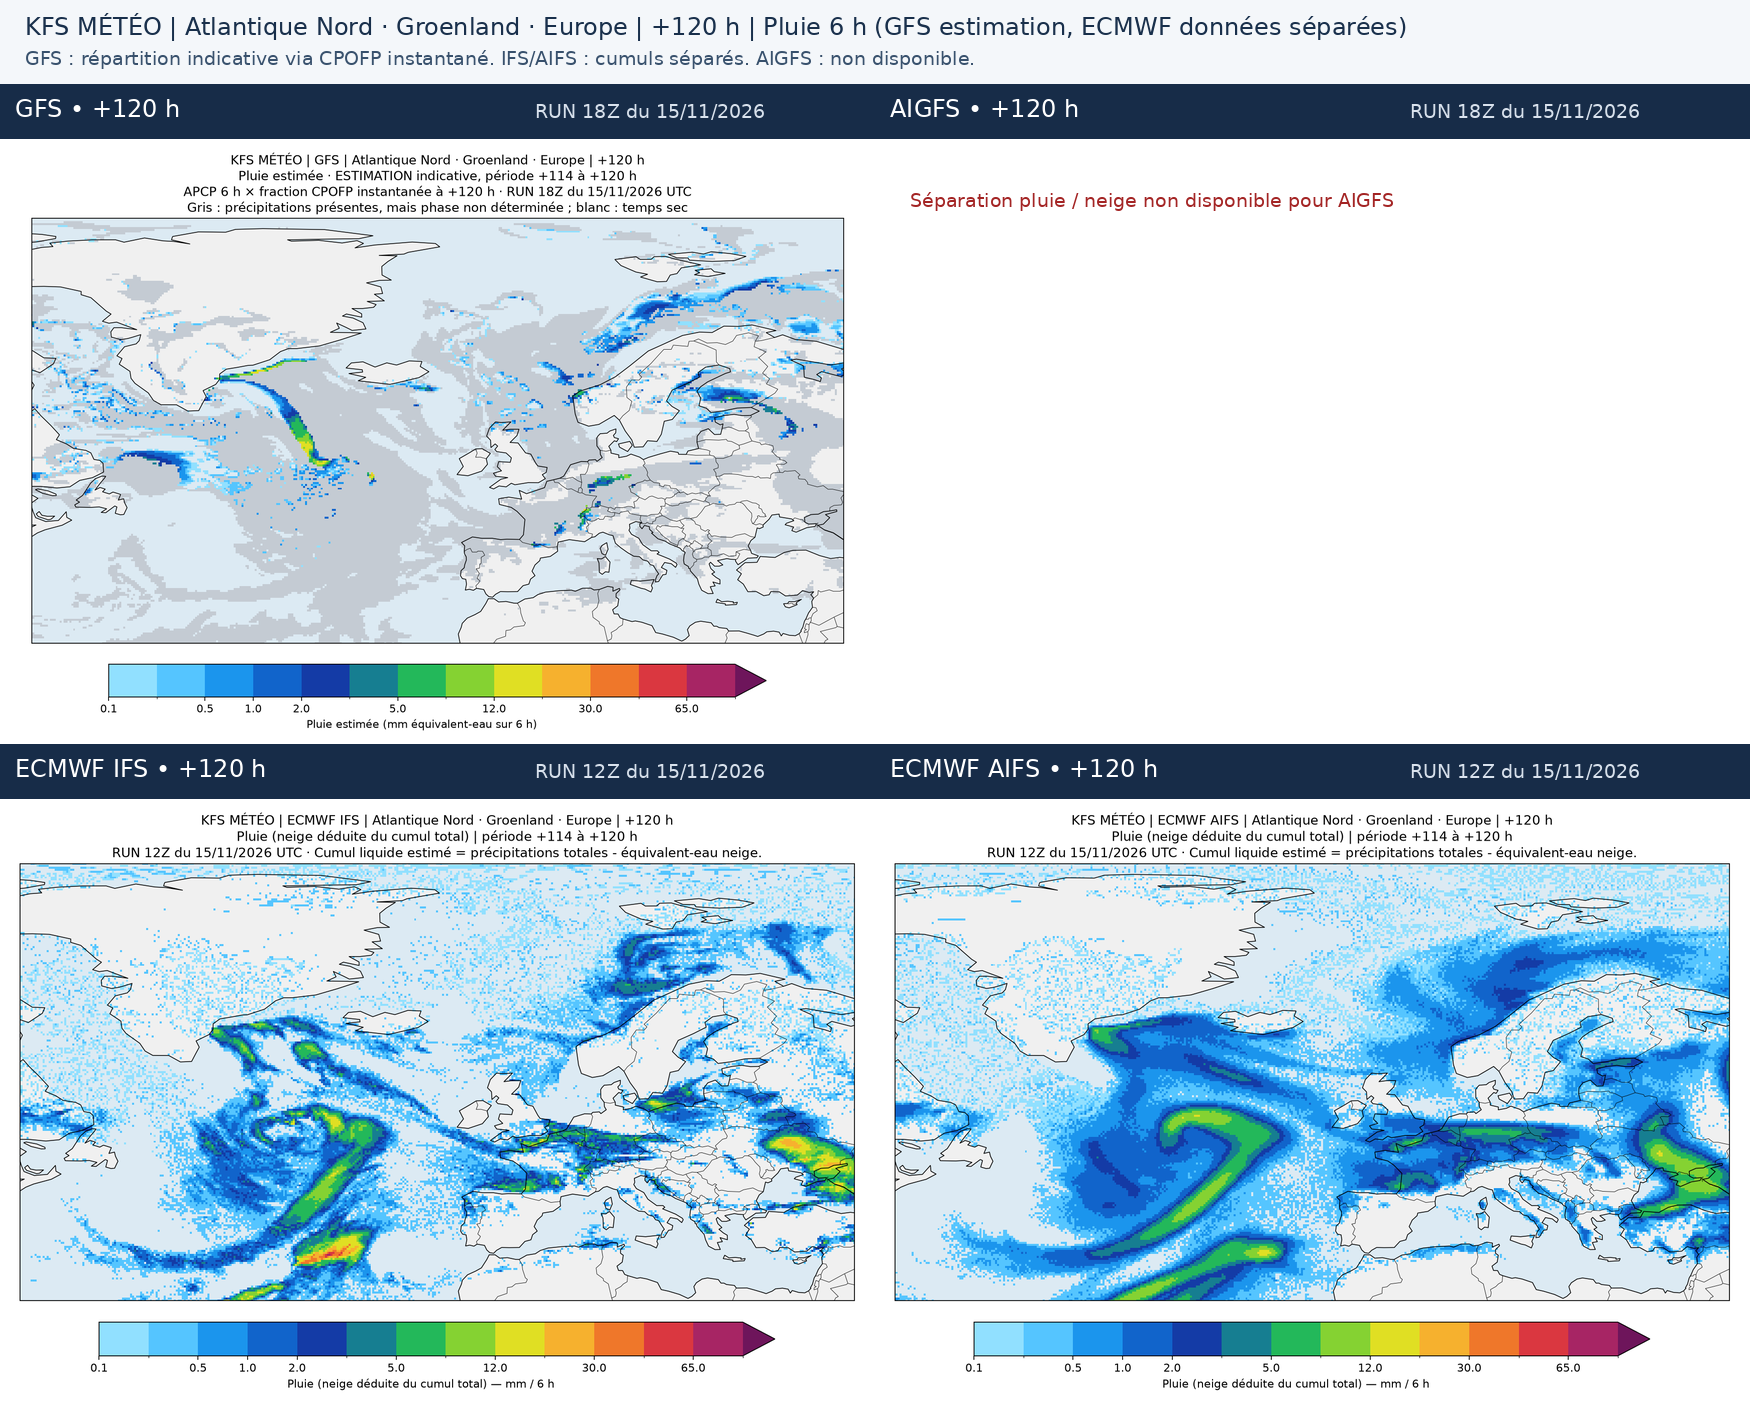 KFS MÉTÉO | Atlantique Nord · Groenland · Europe | +120 h | Pluie 6 h (GFS estimation, ECMWF données séparées)
GFS : répartition indicative via CPOFP instantané. IFS/AIFS : cumuls séparés. AIGFS : non disponible.
GFS • +120 h
RUN 18Z du 15/11/2026
AIGFS • +120 h
RUN 18Z du 15/11/2026
KFS MÉTÉO | GFS | Atlantique Nord · Groenland · Europe | +120 h
Pluie estimée · ESTIMATION indicative, période +114 à +120 h
APCP 6 h × fraction CPOFP instantanée à +120 h · RUN 18Z du 15/11/2026 UTC
Gris : précipitations présentes, mais phase non déterminée ; blanc : temps sec
Séparation pluie / neige non disponible pour AIGFS
0.1 0.5 1.0 2.0 5.0 12.0 30.0 65.0
Pluie estimée (mm équivalent-eau sur 6 h)
ECMWF IFS • +120 h
RUN 12Z du 15/11/2026
ECMWF AIFS • +120 h
RUN 12Z du 15/11/2026
KFS MÉTÉO | ECMWF IFS | Atlantique Nord · Groenland · Europe | +120 h
Pluie (neige déduite du cumul total) | période +114 à +120 h
RUN 12Z du 15/11/2026 UTC · Cumul liquide estimé = précipitations totales - équivalent-eau neige.
0.1 0.5 1.0 2.0 5.0 12.0 30.0 65.0
Pluie (neige déduite du cumul total) — mm / 6 h
KFS MÉTÉO | ECMWF AIFS | Atlantique Nord · Groenland · Europe | +120 h
Pluie (neige déduite du cumul total) | période +114 à +120 h
RUN 12Z du 15/11/2026 UTC · Cumul liquide estimé = précipitations totales - équivalent-eau neige.
0.1 0.5 1.0 2.0 5.0 12.0 30.0 65.0
Pluie (neige déduite du cumul total) — mm / 6 h